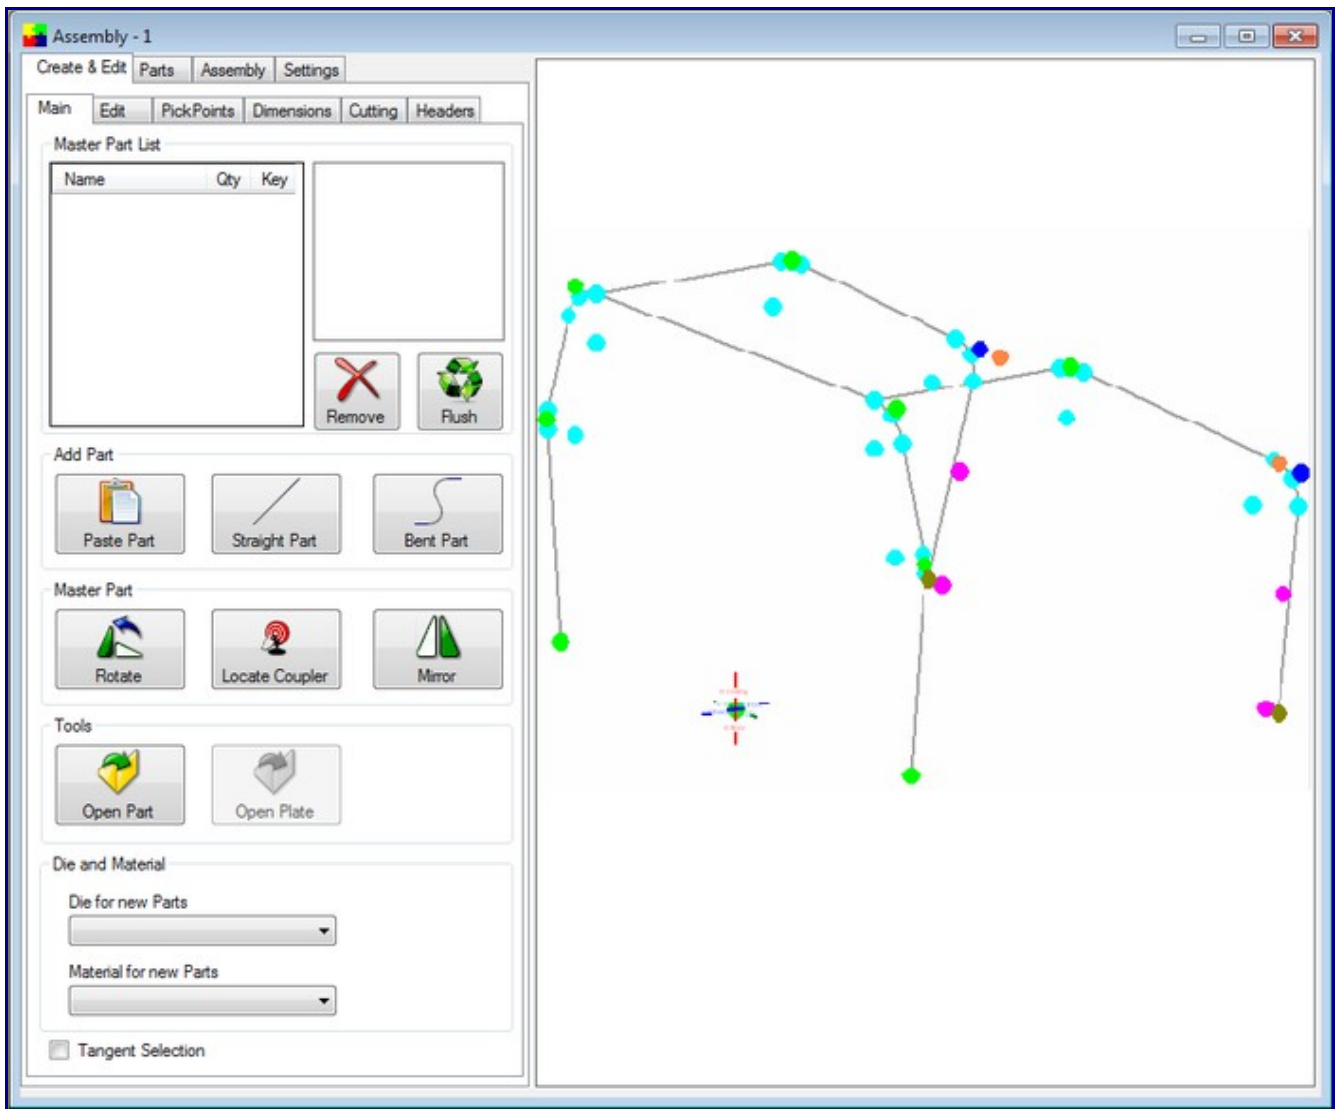 Assembly - 1
Create & Edit Parts Assembly Settings
Main Edit PickPoints Dimensions Cutting Headers
Master Part List
Name Qty Key
Remove Flush
Add Part
Paste Part Straight Part Bent Part
Master Part
Rotate Locate Coupler Mirror
Tools
Open Part Open Plate
Die and Material
Die for new Parts
Material for new Parts
Tangent Selection